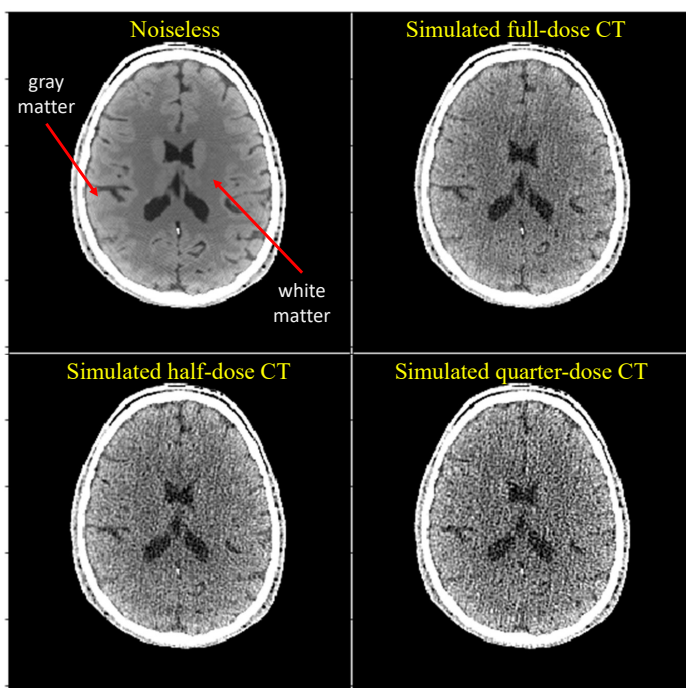 Noiseless
Simulated full-dose CT
gray
matter
white
matter
Simulated half-dose CT
Simulated quarter-dose CT